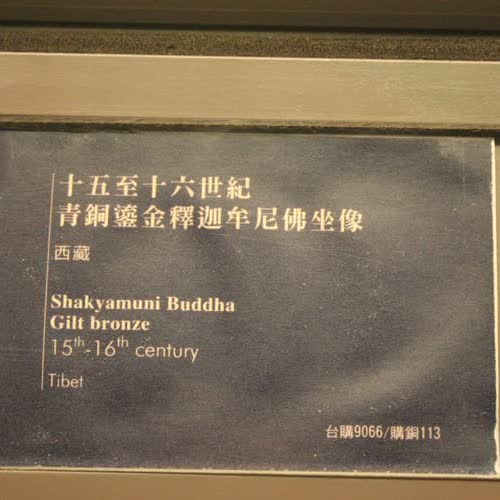 十五至十六世紀
青銅鎏金釋迦牟尼佛坐像
西藏
Shakyamuni Buddha
Gilt bronze
15th-16th century
Tibet
台購9066/購銅113